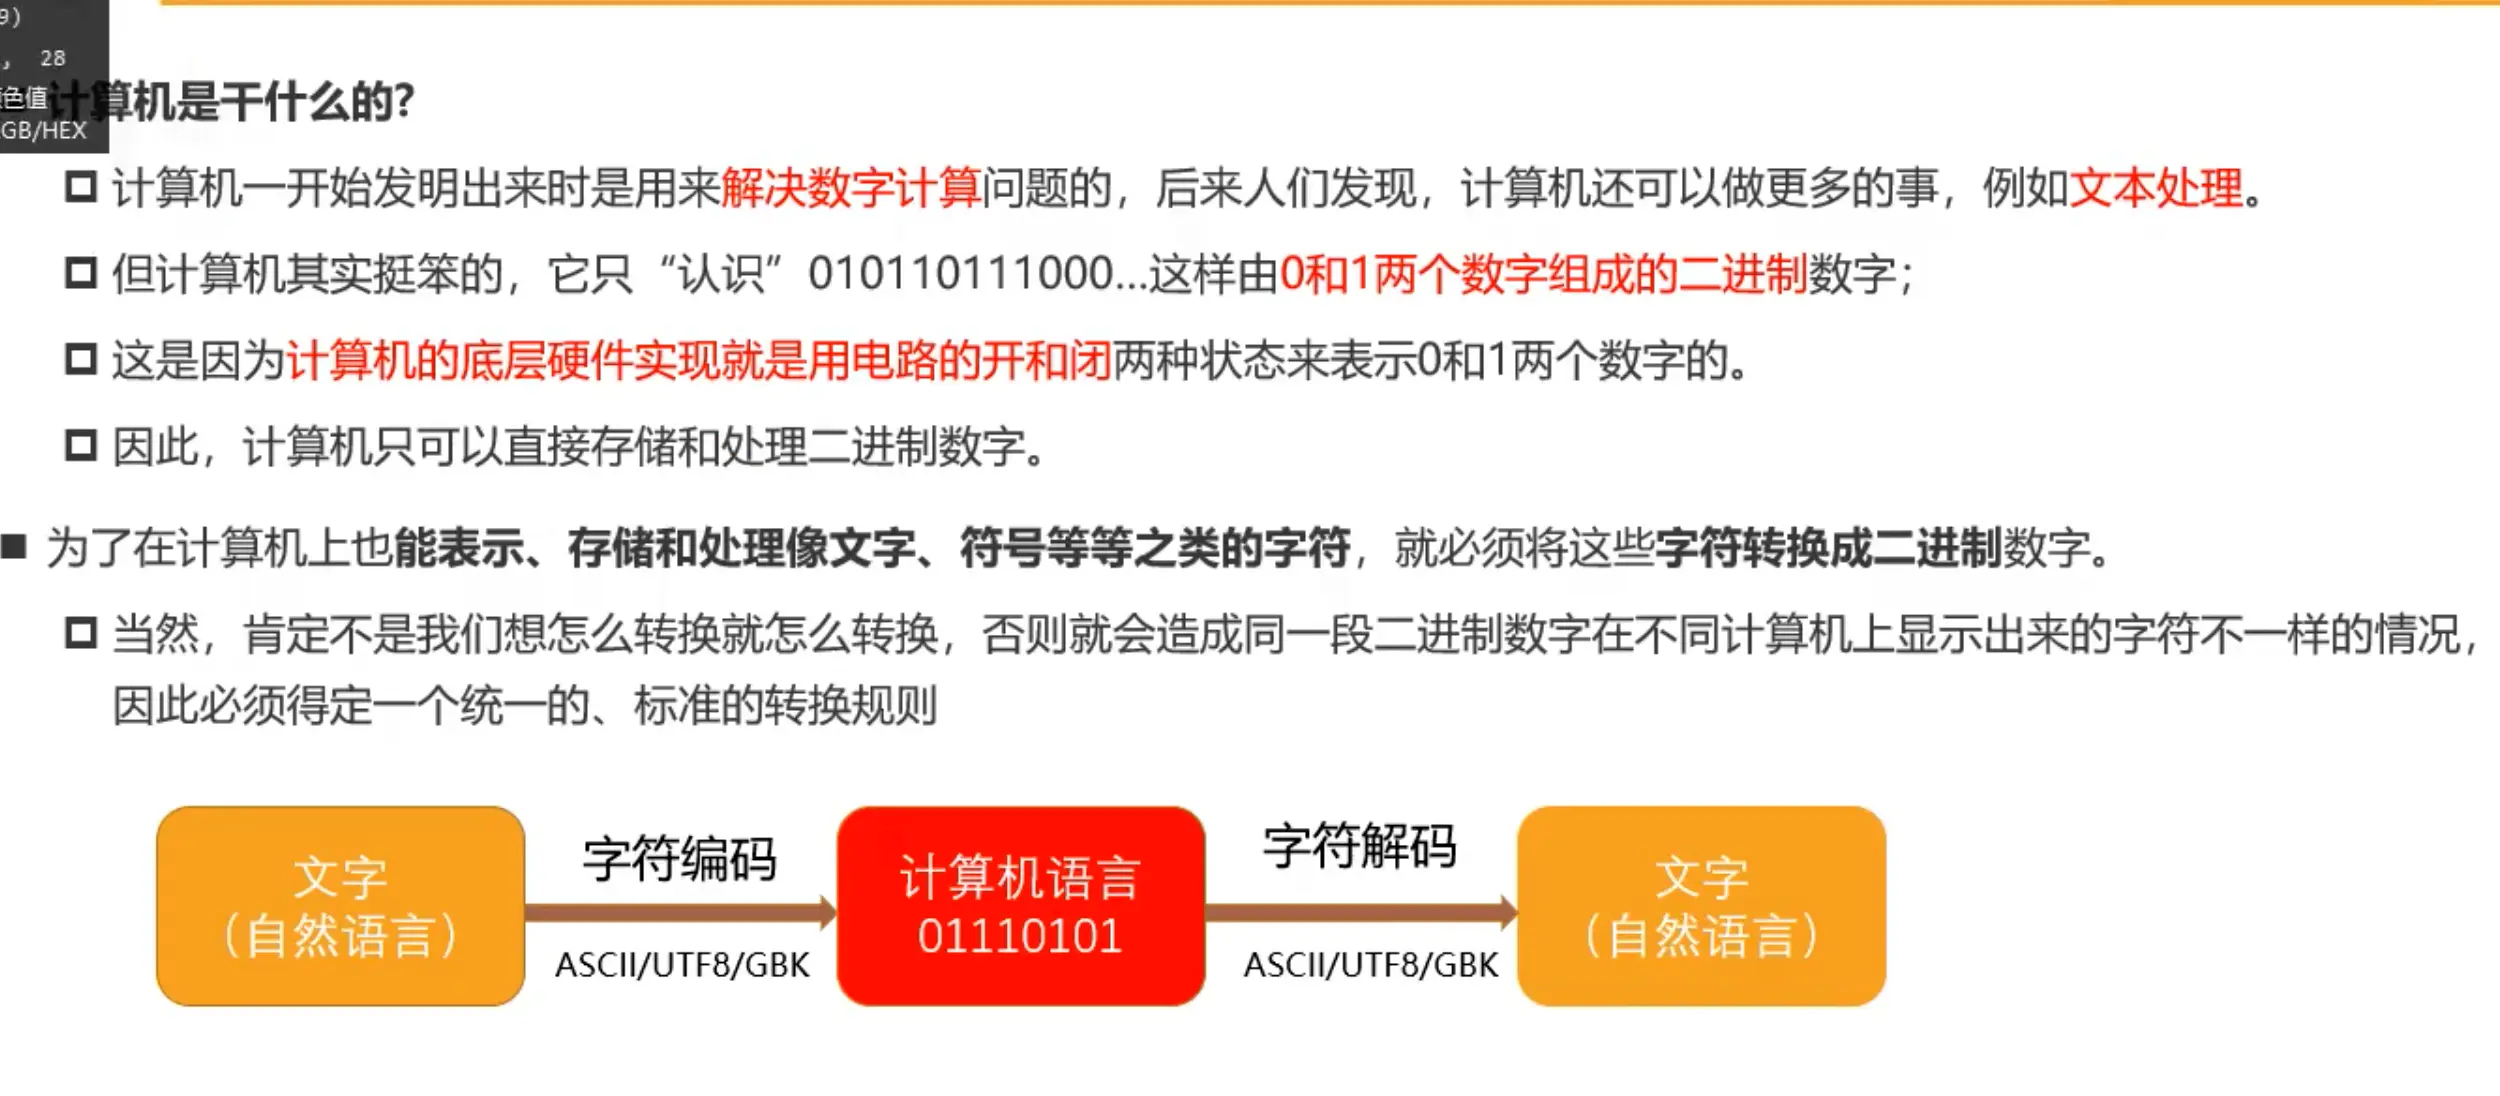 9)
, 28
色值
GB/HEX
计算机是干什么的?
计算机一开始发明出来时是用来解决数字计算问题的，后来人们发现，计算机还可以做更多的事，例如文本处理。
但计算机其实挺笨的，它只“认识”010110111000…这样由0和1两个数字组成的二进制数字；
这是因为计算机的底层硬件实现就是用电路的开和闭两种状态来表示0和1两个数字的。
因此，计算机只可以直接存储和处理二进制数字。
为了在计算机上也能表示、存储和处理像文字、符号等等之类的字符，就必须将这些字符转换成二进制数字。
当然，肯定不是我们想怎么转换就怎么转换，否则就会造成同一段二进制数字在不同计算机上显示出来的字符不一样的情况，
因此必须得定一个统一的、标准的转换规则
文字
（自然语言）
字符编码
ASCII/UTF8/GBK
计算机语言
01110101
字符解码
ASCII/UTF8/GBK
文字
（自然语言）